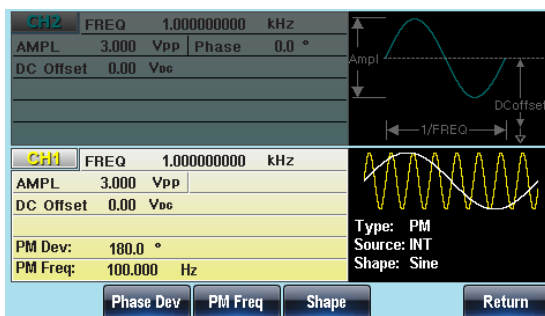 CH2 FREQ 1.000000000 kHz
AMPL 3.000 Vpp Phase 0.0 °
DC Offset 0.00 VDC
Ampl
DCoffset
1/FREQ
CH1 FREQ 1.000000000 kHz
AMPL 3.000 Vpp
DC Offset 0.00 VDC
PM Dev: 180.0 °
PM Freq: 100.000 Hz
Type: PM
Source: INT
Shape: Sine
Phase Dev PM Freq Shape Return